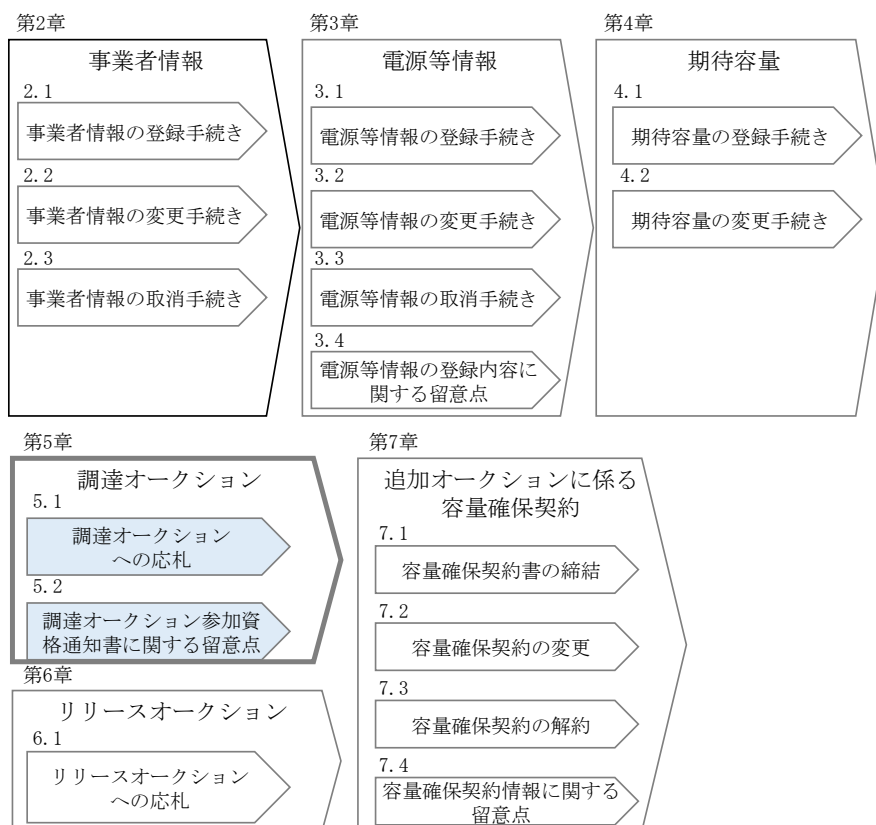 第2章
事業者情報
2.1
事業者情報の登録手続き
2.2
事業者情報の変更手続き
2.3
事業者情報の取消手続き
第3章
電源等情報
3.1
電源等情報の登録手続き
3.2
電源等情報の変更手続き
3.3
電源等情報の取消手続き
3.4
電源等情報の登録内容に
関する留意点
第4章
期待容量
4.1
期待容量の登録手続き
4.2
期待容量の変更手続き
第5章
調達オークション
5.1
調達オークション
への応札
5.2
調達オークション参加資
格通知書に関する留意点
第6章
リリースオークション
6.1
リリースオークション
への応札
第7章
追加オークションに係る
容量確保契約
7.1
容量確保契約書の締結
7.2
容量確保契約の変更
7.3
容量確保契約の解約
7.4
容量確保契約情報に関する
留意点